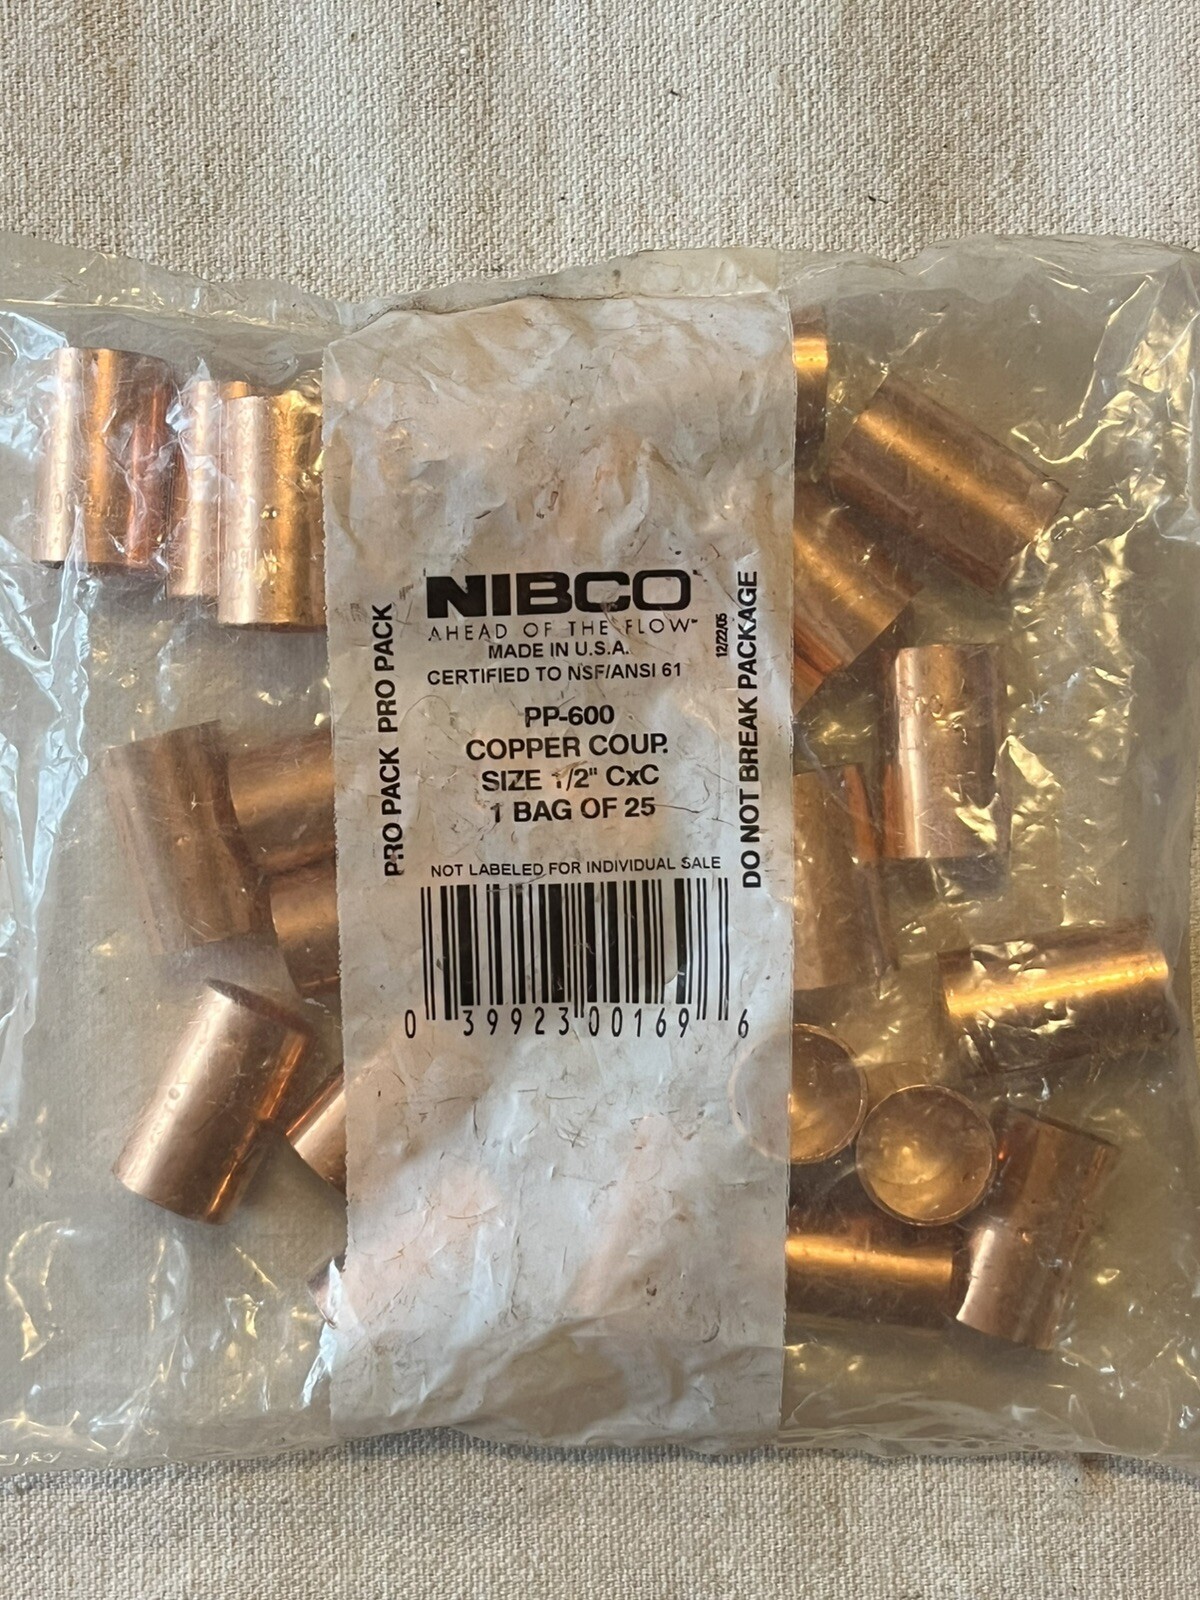 NIBCO
AHEAD OF THE FLOW™
MADE IN U.S.A.
CERTIFIED TO NSF/ANSI 61
PP-600
COPPER COUP.
SIZE 1/2" CxC
1 BAG OF 25
NOT LABELED FOR INDIVIDUAL SALE
0 39923 00169 6
PRO PACK PRO PACK
12/22/05
DO NOT BREAK PACKAGE